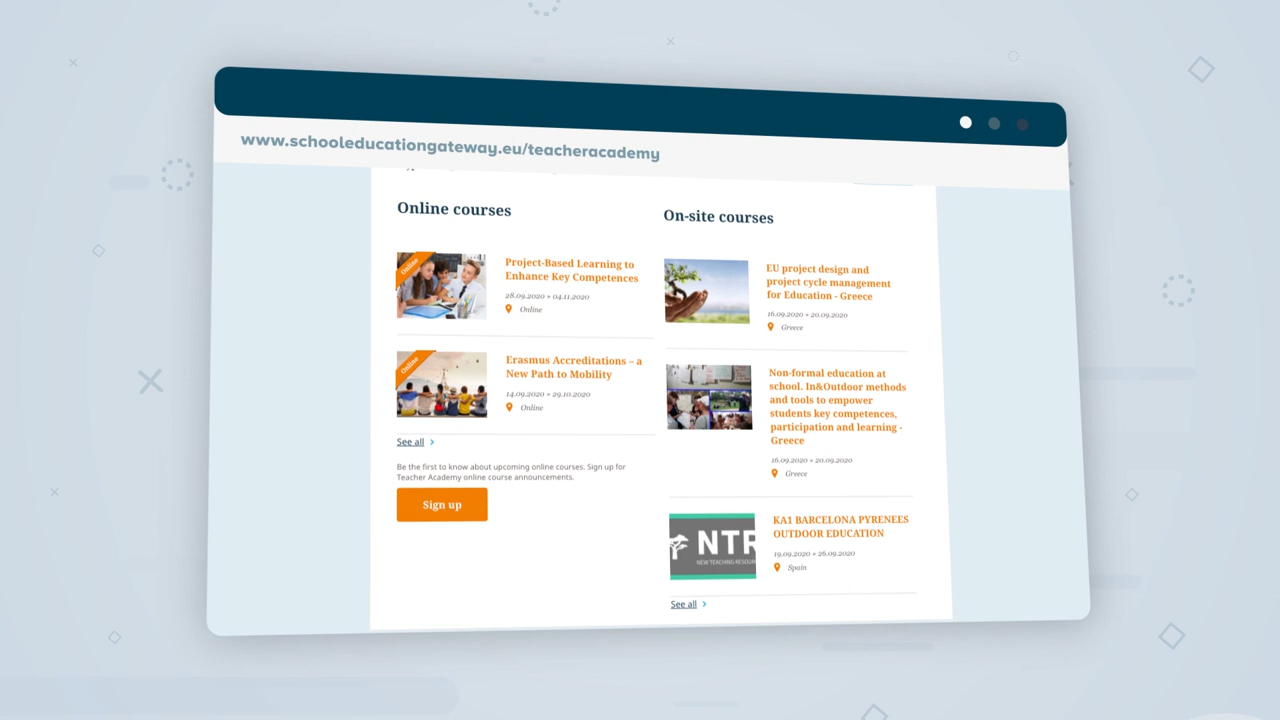 www.schooleducationgateway.eu/teacheracademy
Online courses
Online
Project-Based Learning to
Enhance Key Competences
28.09.2020 » 04.11.2020
Online
Online
Erasmus Accreditations – a
New Path to Mobility
14.09.2020 » 29.10.2020
Online
See all
Be the first to know about upcoming online courses. Sign up for
Teacher Academy online course announcements.
Sign up
On-site courses
EU project design and
project cycle management
for Education - Greece
16.09.2020 » 20.09.2020
Greece
Non-formal education at
school. In&Outdoor methods
and tools to empower
students key competences,
participation and learning -
Greece
16.09.2020 » 20.09.2020
Greece
NTR
NEW TEACHING RESOUR
KA1 BARCELONA PYRENEES
OUTDOOR EDUCATION
19.09.2020 » 26.09.2020
Spain
See all